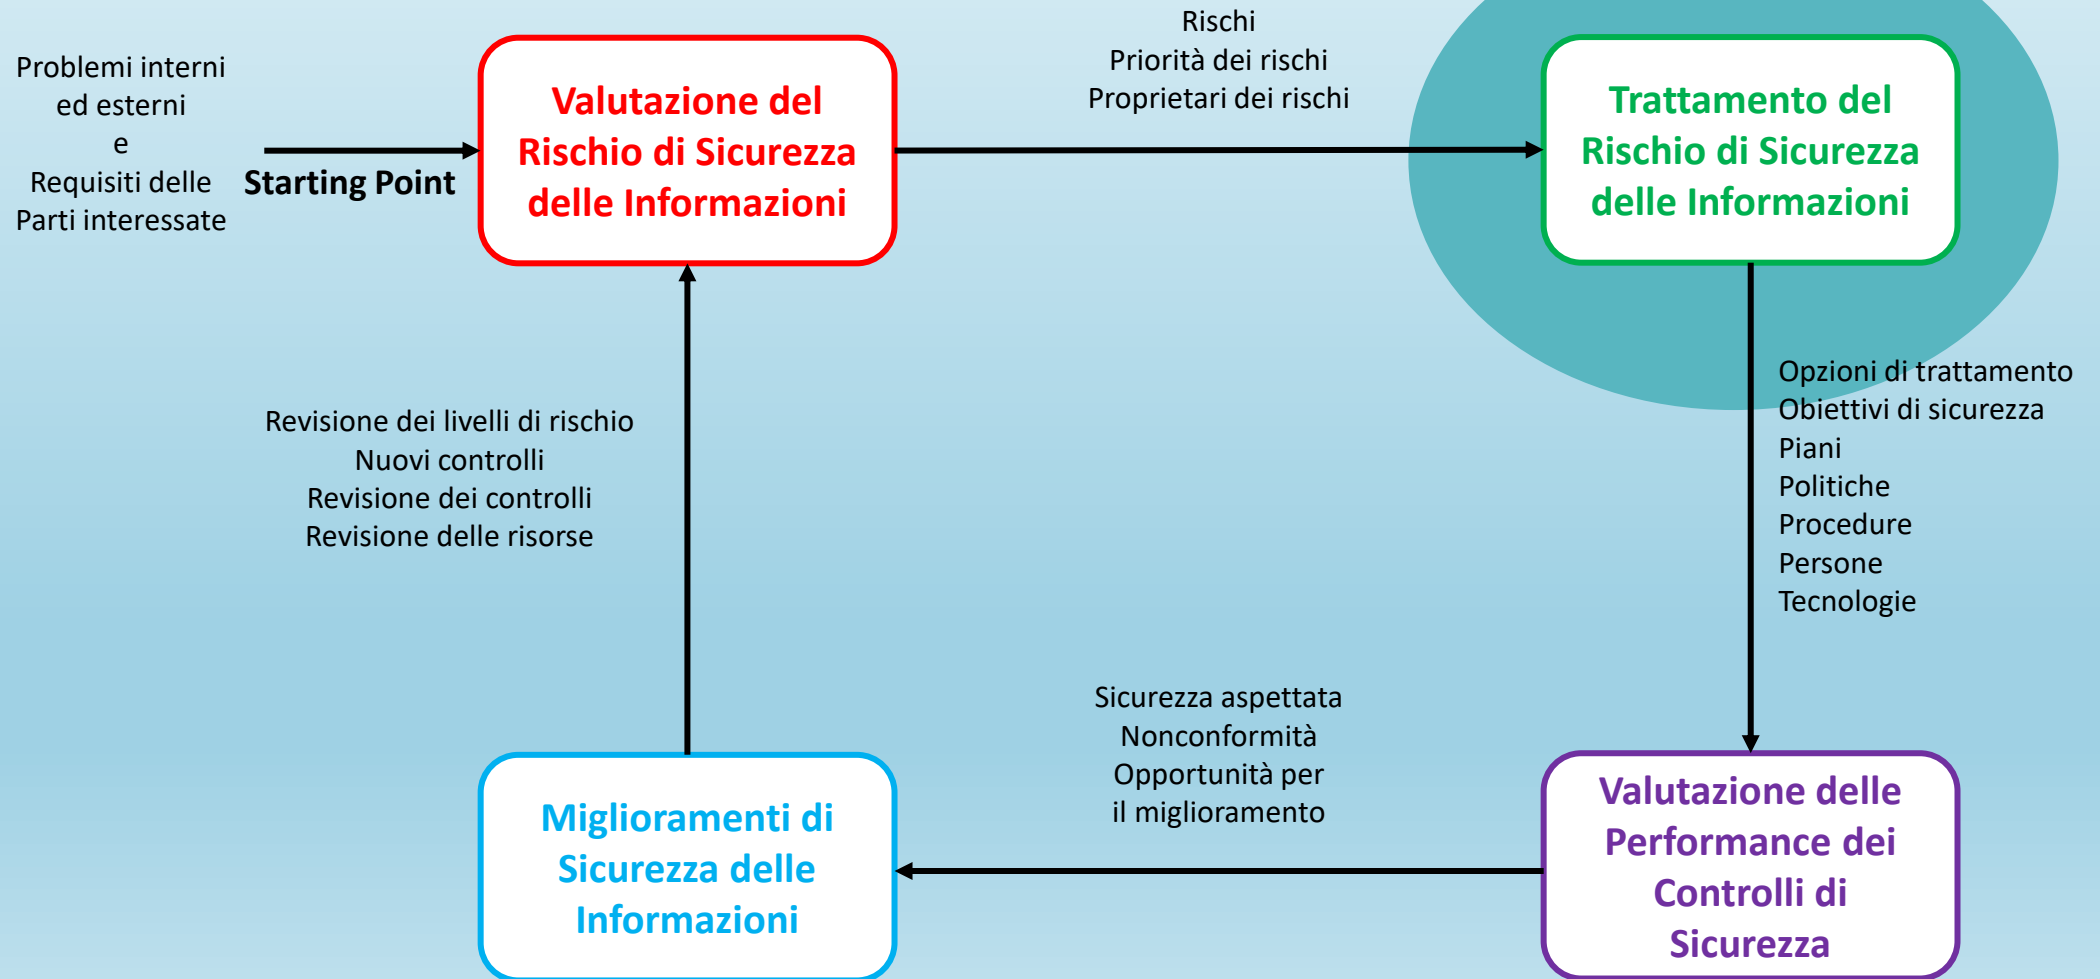 Problemi interni
ed esterni
e
Requisiti delle
Parti interessate
Starting Point
Valutazione del
Rischio di Sicurezza
delle Informazioni
Rischi
Priorità dei rischi
Proprietari dei rischi
Trattamento del
Rischio di Sicurezza
delle Informazioni
Opzioni di trattamento
Obiettivi di sicurezza
Piani
Politiche
Procedure
Persone
Tecnologie
Valutazione delle
Performance dei
Controlli di
Sicurezza
Sicurezza aspettata
Nonconformità
Opportunità per
il miglioramento
Miglioramenti di
Sicurezza delle
Informazioni
Revisione dei livelli di rischio
Nuovi controlli
Revisione dei controlli
Revisione delle risorse